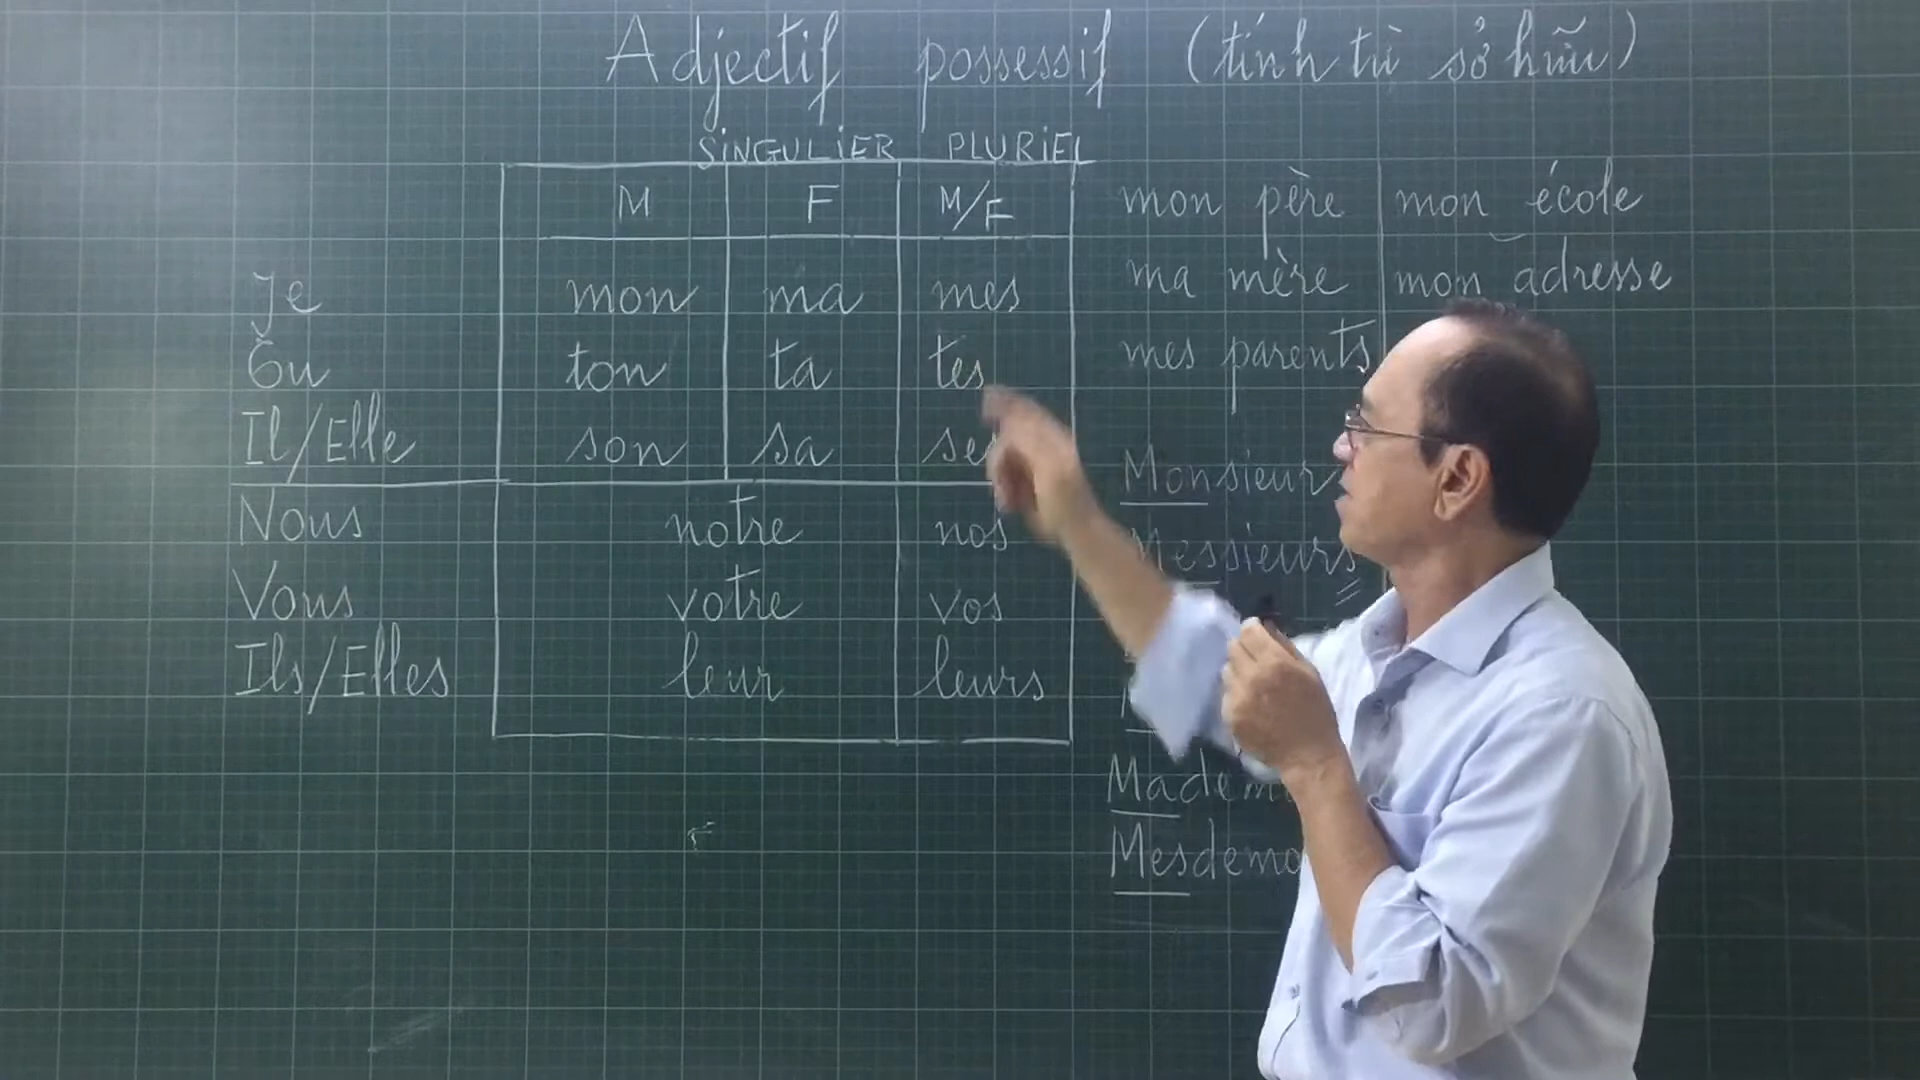 Adjectif possessif (tính từ sở hữu)
SINGULIER PLURIEL
M F M/F
Je mon ma mes
Tu ton ta tes
Il/Elle son sa ses
Nous notre nos
Vous votre vos
Ils/Elles leur leurs
mon père
ma mère
mes parents
mon école
mon adresse
Monsieur
Messieurs